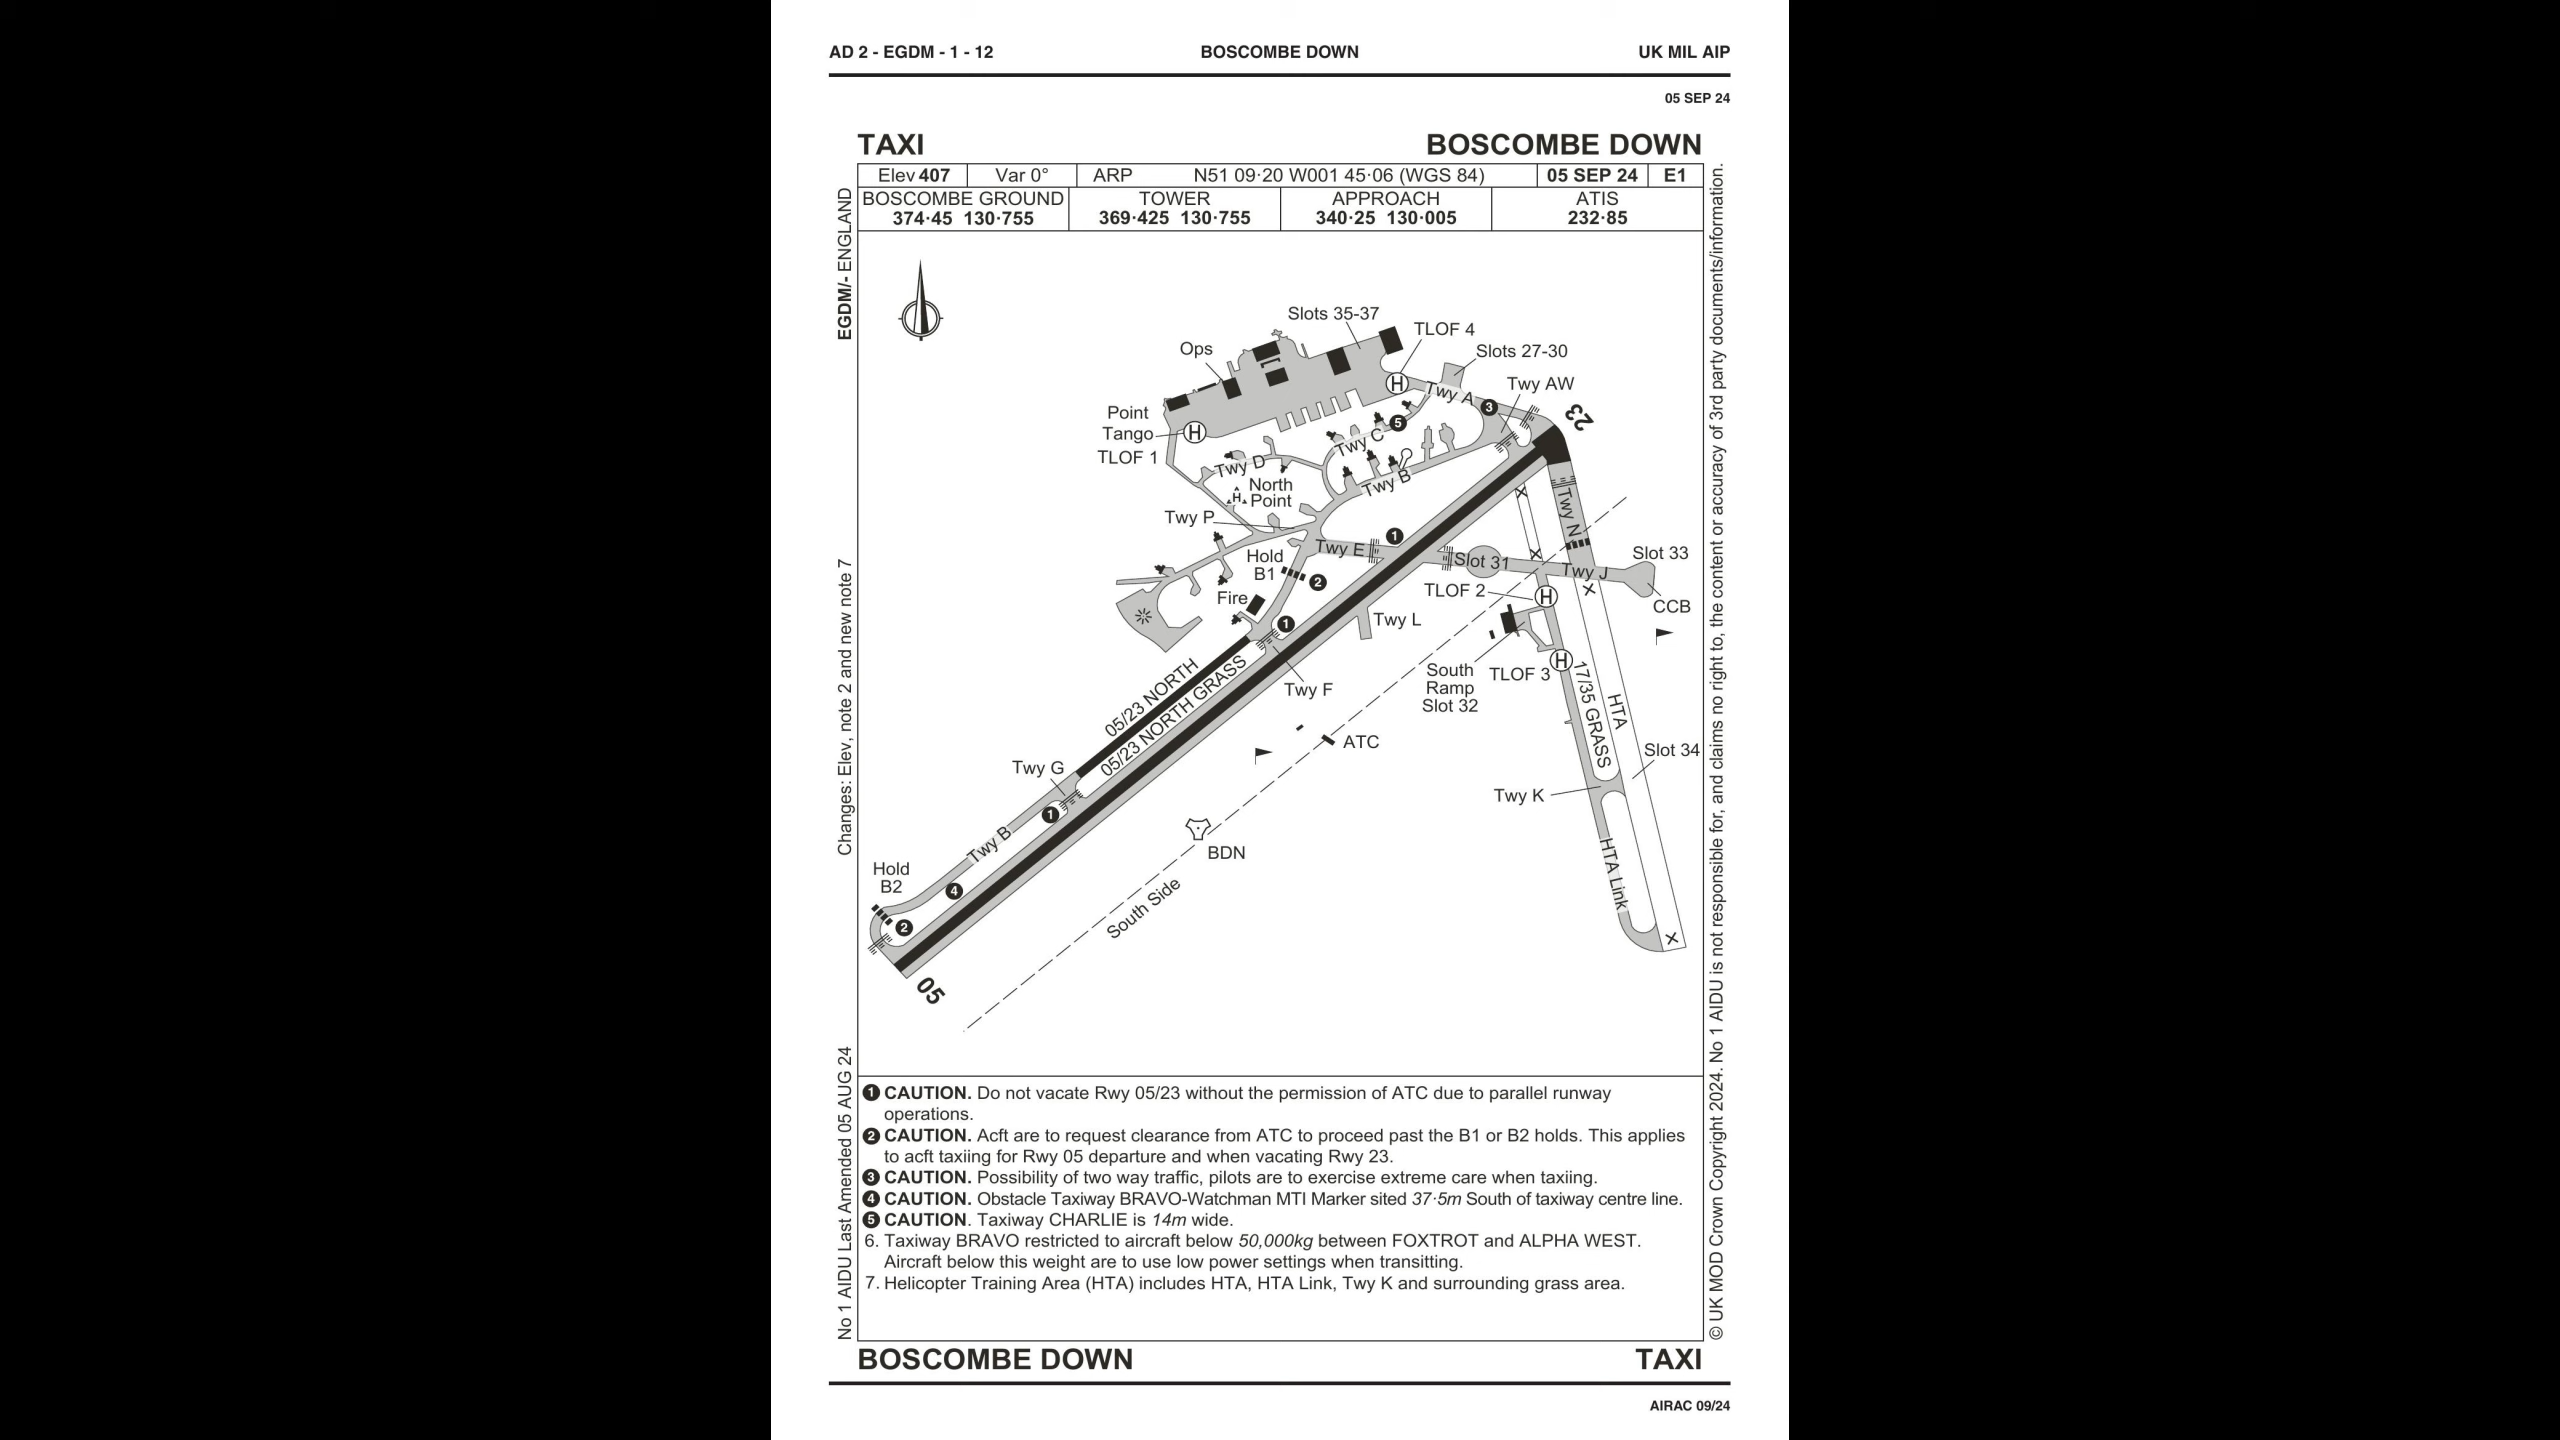 AD 2 - EGDM - 1 - 12 BOSCOMBE DOWN UK MIL AIP
05 SEP 24
TAXI BOSCOMBE DOWN
Elev 407 Var 0° ARP N51 09·20 W001 45·06 (WGS 84) 05 SEP 24 E1
BOSCOMBE GROUND TOWER APPROACH ATIS
374·45 130·755 369·425 130·755 340·25 130·005 232·85
EGDM/- ENGLAND
Changes: Elev, note 2 and new note 7
No 1 AIDU Last Amended 05 AUG 24
© UK MOD Crown Copyright 2024. No 1 AIDU is not responsible for, and claims no right to, the content or accuracy of 3rd party documents/information.
Slots 35-37
TLOF 4
Ops
Slots 27-30
Twy AW
H
Twy A
3
23
Point
Tango
H
TLOF 1
5
Twy C
Twy D
Twy B
North
Point
H
Twy P
Twy N
1
Twy E
Hold
B1
2
Slot 31
Slot 33
Twy J
TLOF 2
H
CCB
Fire
1
Twy L
South
Ramp
Slot 32
TLOF 3
H
Twy F
05/23 NORTH
05/23 NORTH GRASS
17/35 GRASS
HTA
ATC
Slot 34
Twy G
1
Twy K
Twy B
BDN
HTA Link
Hold
B2
4
2
South Side
05
1 CAUTION. Do not vacate Rwy 05/23 without the permission of ATC due to parallel runway
operations.
2 CAUTION. Acft are to request clearance from ATC to proceed past the B1 or B2 holds. This applies
to acft taxiing for Rwy 05 departure and when vacating Rwy 23.
3 CAUTION. Possibility of two way traffic, pilots are to exercise extreme care when taxiing.
4 CAUTION. Obstacle Taxiway BRAVO-Watchman MTI Marker sited 37·5m South of taxiway centre line.
5 CAUTION. Taxiway CHARLIE is 14m wide.
6. Taxiway BRAVO restricted to aircraft below 50,000kg between FOXTROT and ALPHA WEST.
Aircraft below this weight are to use low power settings when transitting.
7. Helicopter Training Area (HTA) includes HTA, HTA Link, Twy K and surrounding grass area.
BOSCOMBE DOWN TAXI
AIRAC 09/24